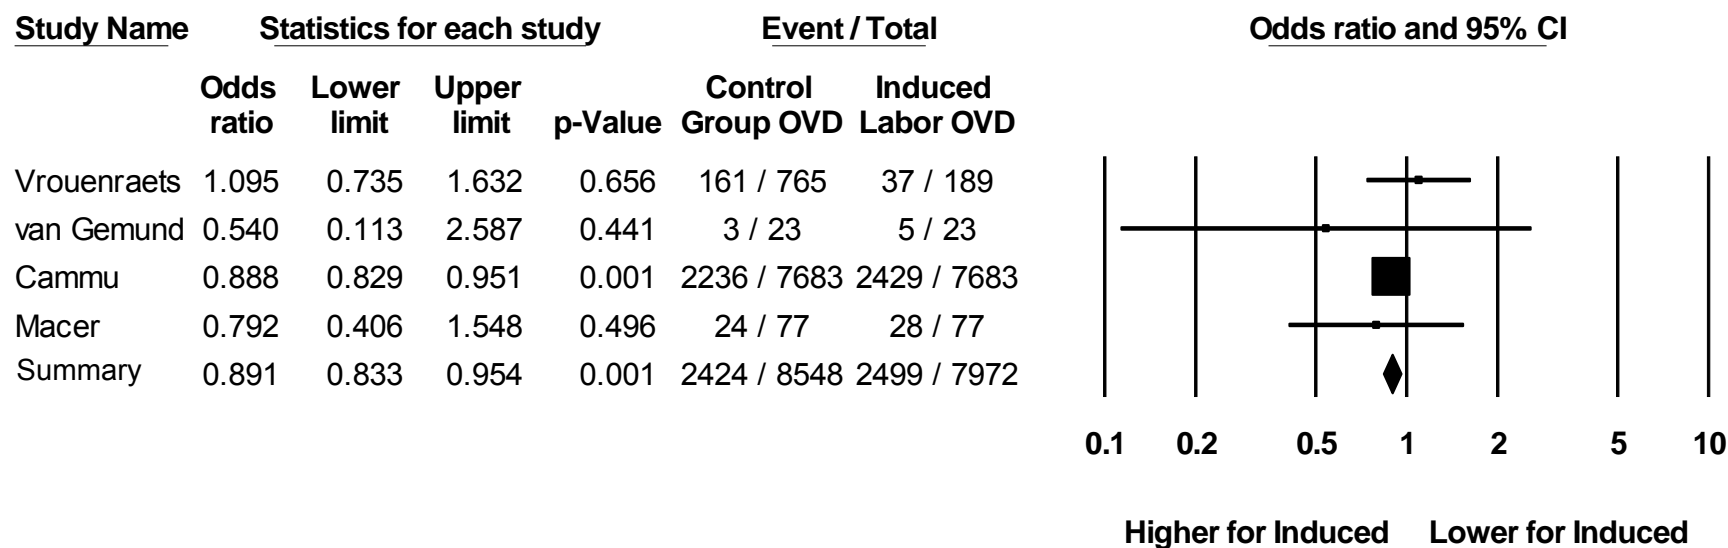 Study Name Statistics for each study Event / Total Odds ratio and 95% CI
Odds Lower Upper Control Induced
ratio limit limit p-Value Group OVD Labor OVD
Vrouenraets 1.095 0.735 1.632 0.656 161 / 765 37 / 189
van Gemund 0.540 0.113 2.587 0.441 3 / 23 5 / 23
Cammu 0.888 0.829 0.951 0.001 2236 / 7683 2429 / 7683
Macer 0.792 0.406 1.548 0.496 24 / 77 28 / 77
Summary 0.891 0.833 0.954 0.001 2424 / 8548 2499 / 7972
0.1 0.2 0.5 1 2 5 10
Higher for Induced Lower for Induced